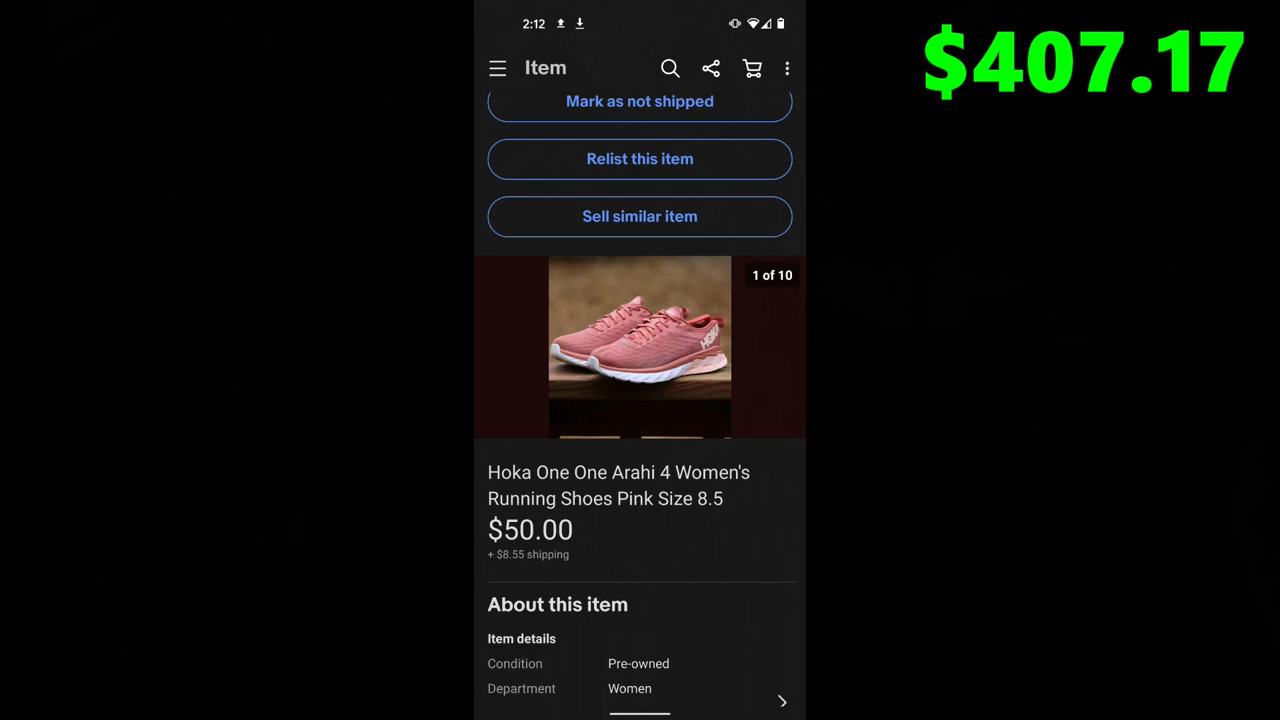 2:12
$407.17
Item
Mark as not shipped
Relist this item
Sell similar item
1 of 10
HOKA
Hoka One One Arahi 4 Women's
Running Shoes Pink Size 8.5
$50.00
+ $8.55 shipping
About this item
Item details
Condition Pre-owned
Department Women